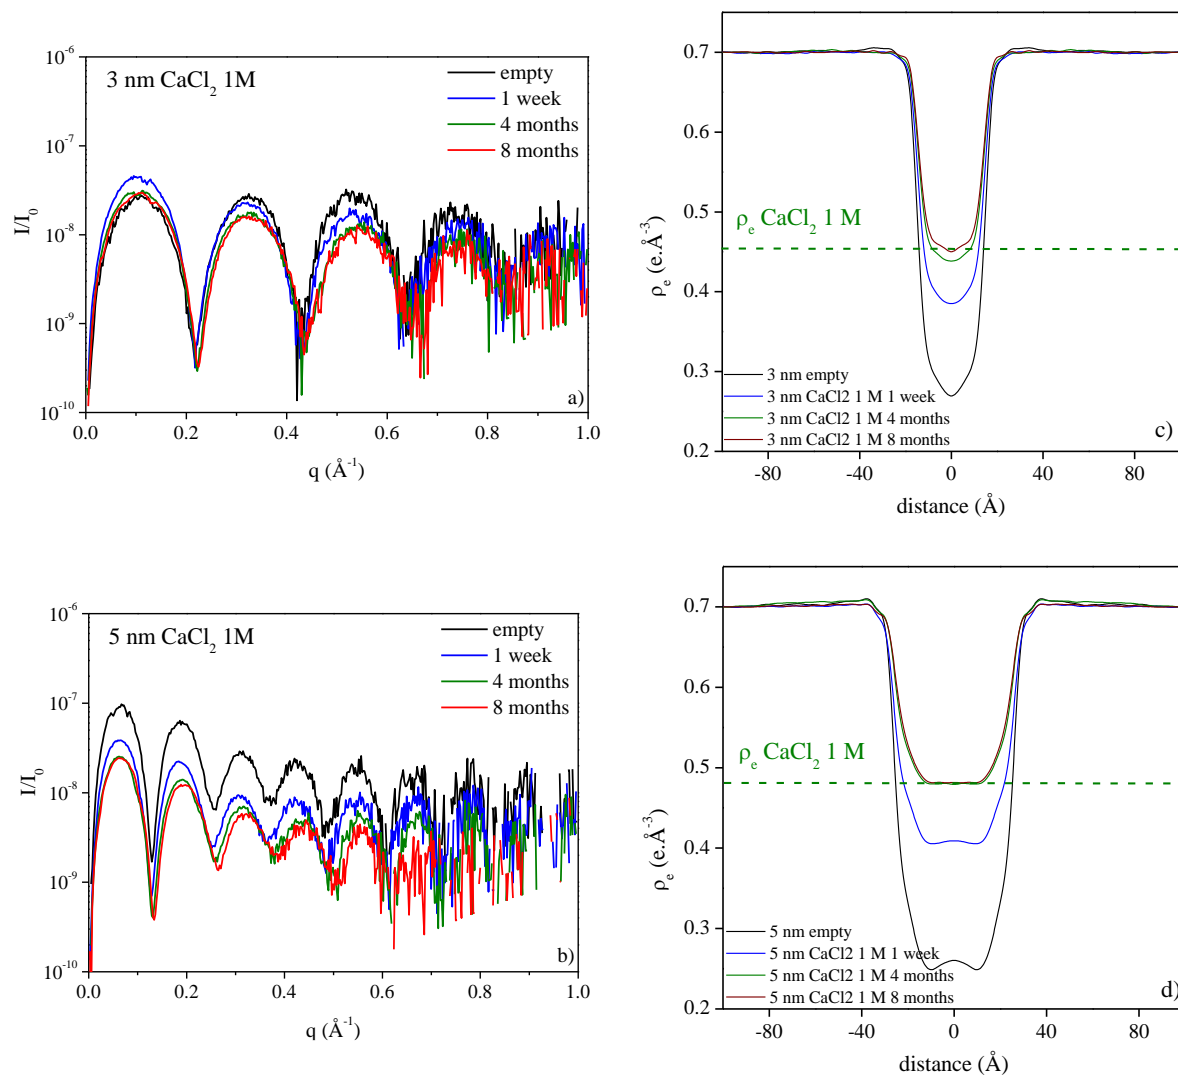 3 nm CaCl₂ 1M
empty
1 week
4 months
8 months
10⁻⁶
10⁻⁷
10⁻⁸
10⁻⁹
10⁻¹⁰
I/I₀
0.0 0.2 0.4 0.6 0.8 1.0
q (Å⁻¹)
a)
0.7
0.6
0.5
0.4
0.3
0.2
ρₑ (e.Å⁻³)
ρₑ CaCl₂ 1 M
3 nm empty
3 nm CaCl2 1 M 1 week
3 nm CaCl2 1 M 4 months
3 nm CaCl2 1 M 8 months
c)
-80 -40 0 40 80
distance (Å)
5 nm CaCl₂ 1M
empty
1 week
4 months
8 months
10⁻⁶
10⁻⁷
10⁻⁸
10⁻⁹
10⁻¹⁰
I/I₀
0.0 0.2 0.4 0.6 0.8 1.0
q (Å⁻¹)
b)
0.7
0.6
0.5
0.4
0.3
0.2
ρₑ (e.Å⁻³)
ρₑ CaCl₂ 1 M
5 nm empty
5 nm CaCl2 1 M 1 week
5 nm CaCl2 1 M 4 months
5 nm CaCl2 1 M 8 months
d)
-80 -40 0 40 80
distance (Å)